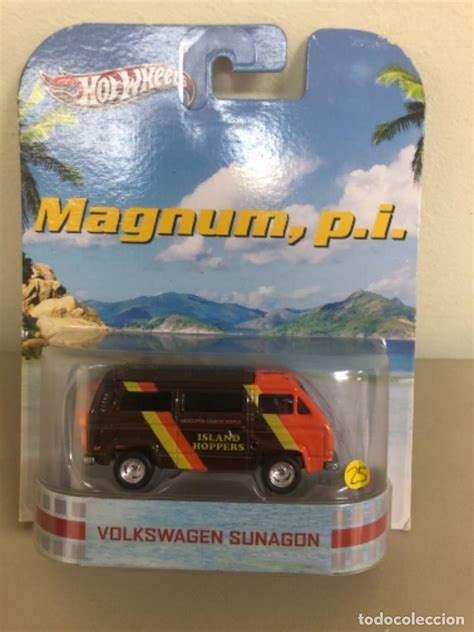 HOT WHEELS
Magnum, p.i.
ISLAND
HOPPERS
25
VOLKSWAGEN SUNAGON
todocoleccion